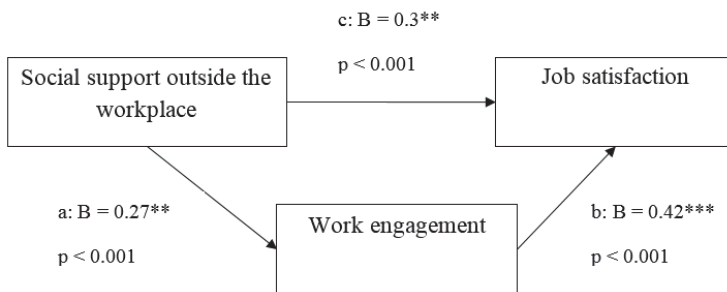 c: B = 0.3**
p < 0.001
Social support outside the
workplace
Job satisfaction
a: B = 0.27**
p < 0.001
Work engagement
b: B = 0.42***
p < 0.001